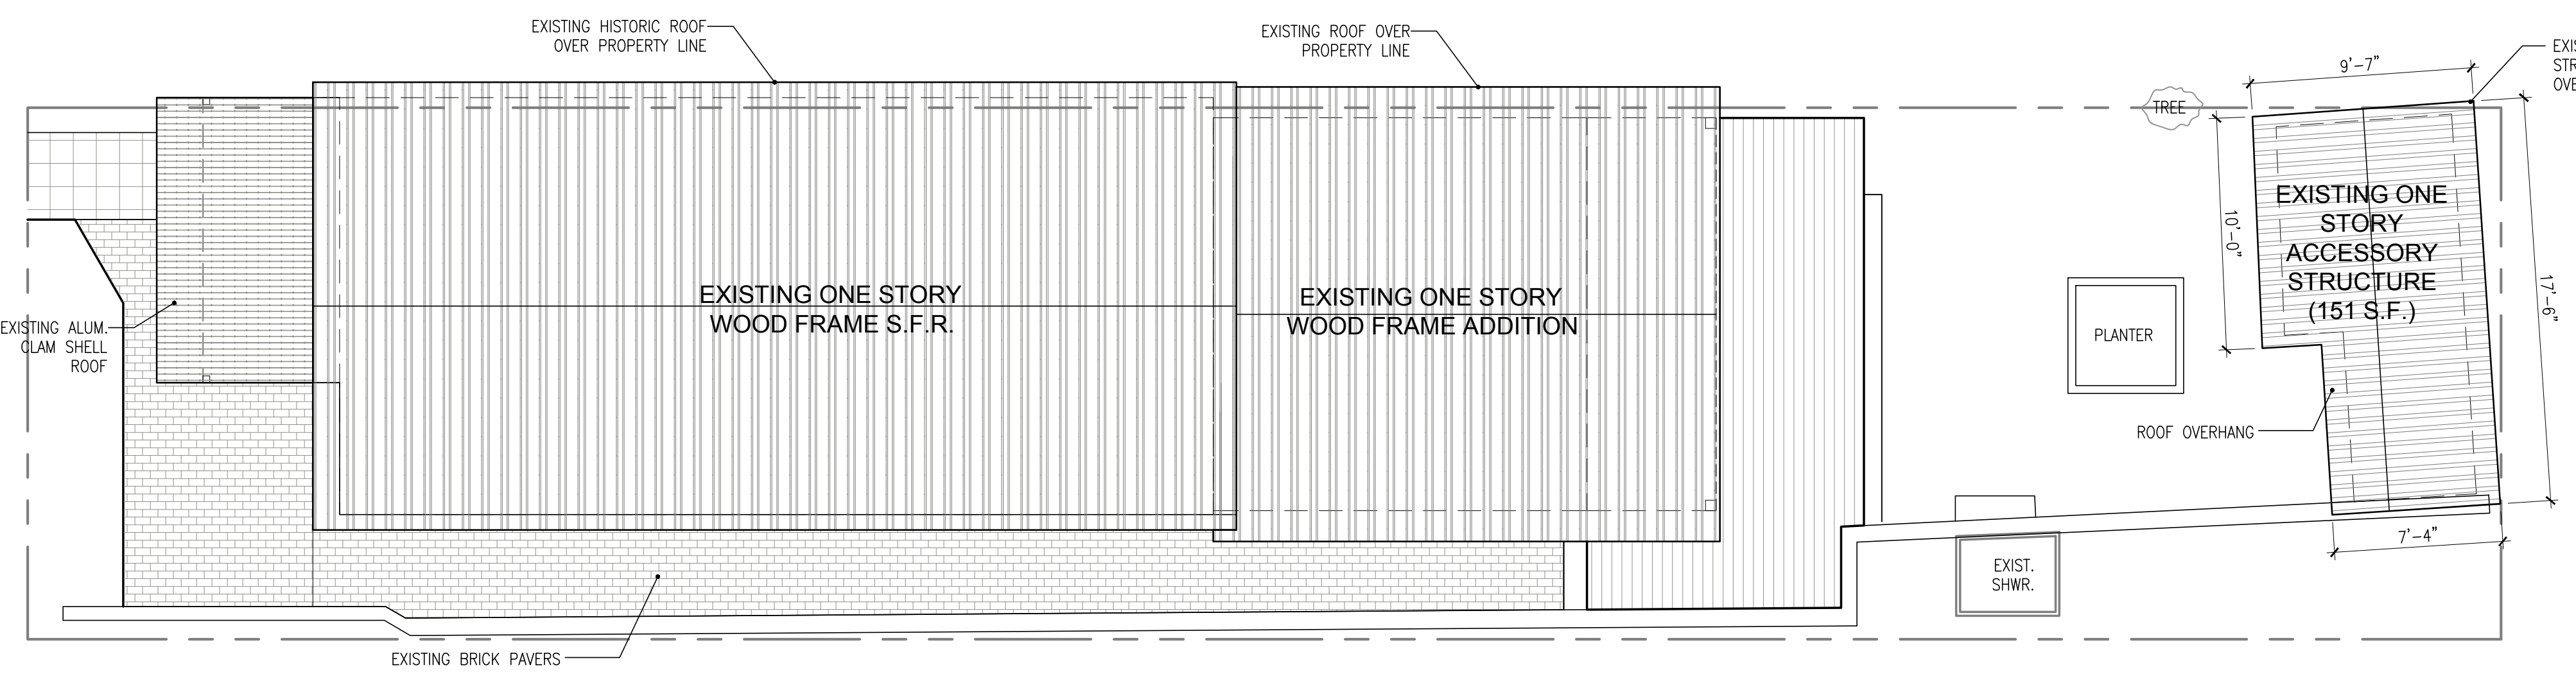 EXISTING HISTORIC ROOF
OVER PROPERTY LINE
EXISTING ROOF OVER
PROPERTY LINE
9'-7"
TREE
10'-0"
17'-6"
EXISTING ONE
STORY
ACCESSORY
STRUCTURE
(151 S.F.)
EXISTING ONE STORY
WOOD FRAME S.F.R.
EXISTING ONE STORY
WOOD FRAME ADDITION
EXISTING ALUM.
CLAM SHELL
ROOF
PLANTER
ROOF OVERHANG
7'-4"
EXIST.
SHWR.
EXISTING BRICK PAVERS